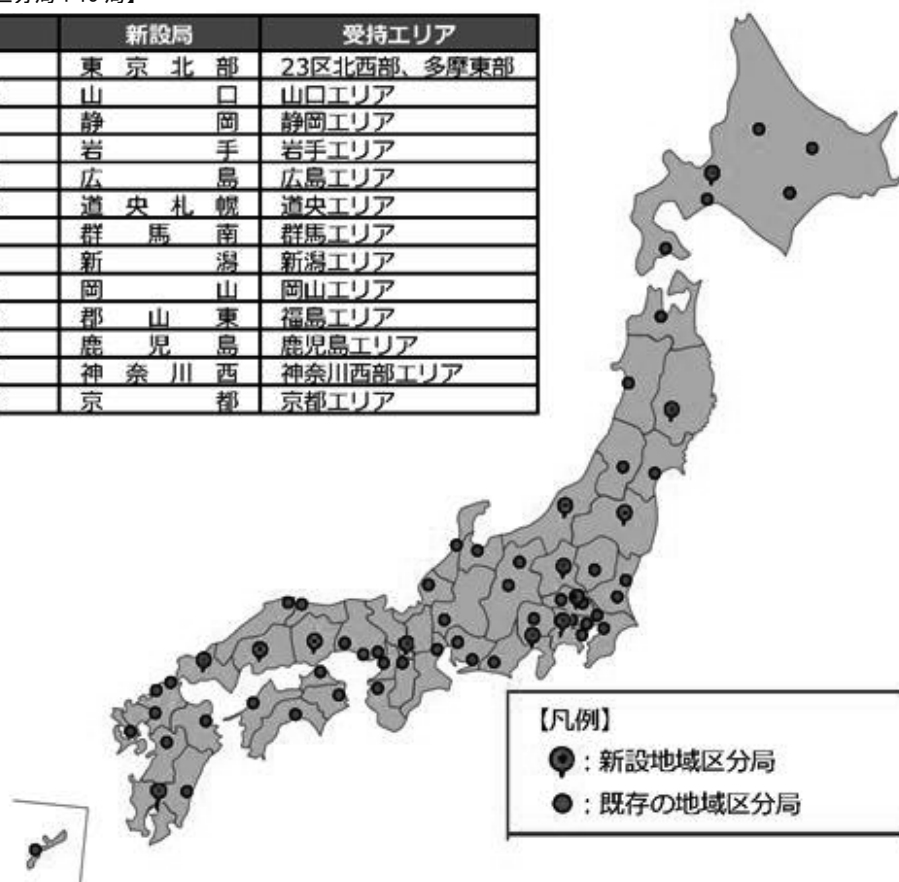 新設局 受持エリア
東京北部 23区北西部、多摩東部
山口 山口エリア
静岡 静岡エリア
岩手 岩手エリア
広島 広島エリア
道央札幌 道央エリア
群馬南 群馬エリア
新潟 新潟エリア
岡山 岡山エリア
郡山東 福島エリア
鹿児島 鹿児島エリア
神奈川西 神奈川西部エリア
京都 京都エリア
【凡例】
：新設地域区分局
：既存の地域区分局